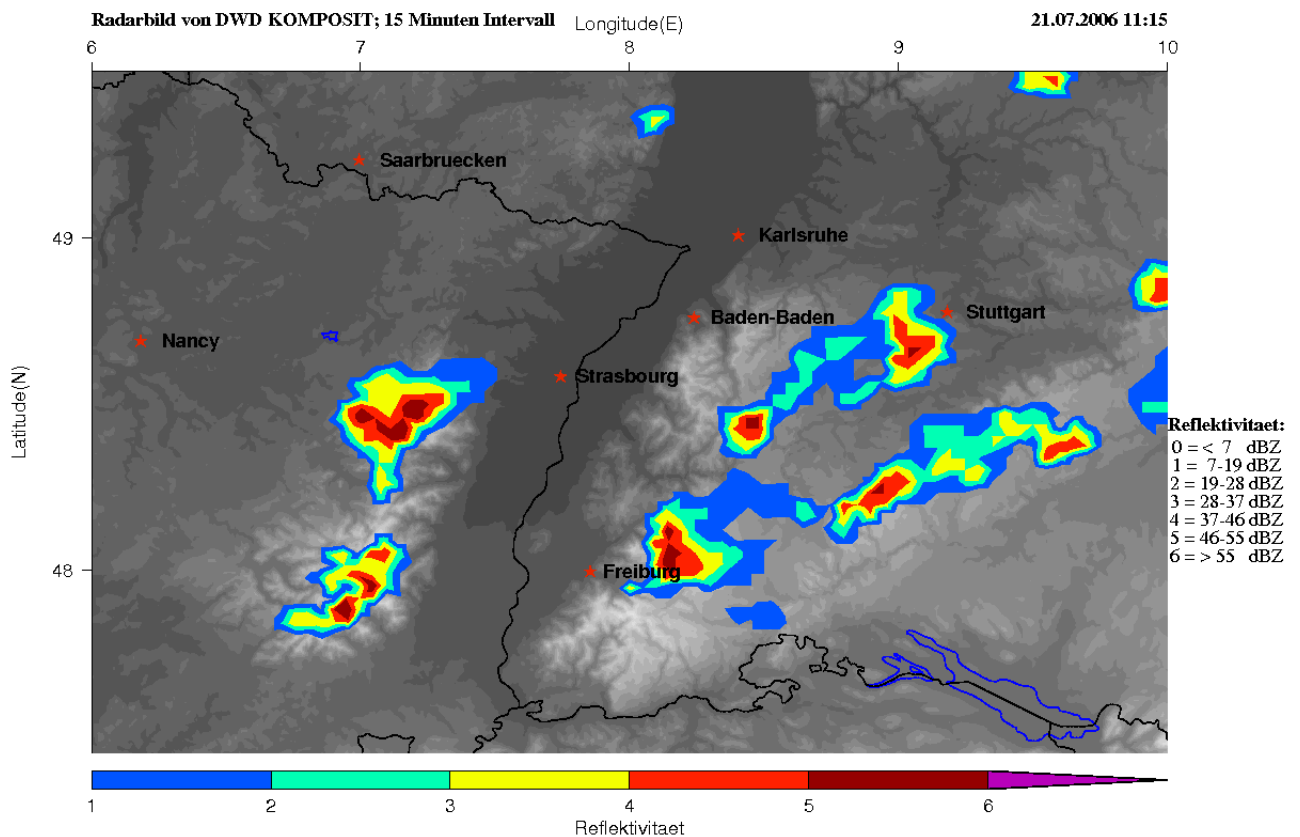 Radarbild von DWD KOMPOSIT; 15 Minuten Intervall
Longitude(E)
21.07.2006 11:15
6 7 8 9 10
Saarbruecken
49
Karlsruhe
Baden-Baden
Stuttgart
Nancy
Strasbourg
Latitude(N)
Reflektivitaet:
0 = < 7 dBZ
1 = 7-19 dBZ
2 = 19-28 dBZ
3 = 28-37 dBZ
4 = 37-46 dBZ
5 = 46-55 dBZ
6 = > 55 dBZ
48
Freiburg
1 2 3 4 5 6
Reflektivitaet